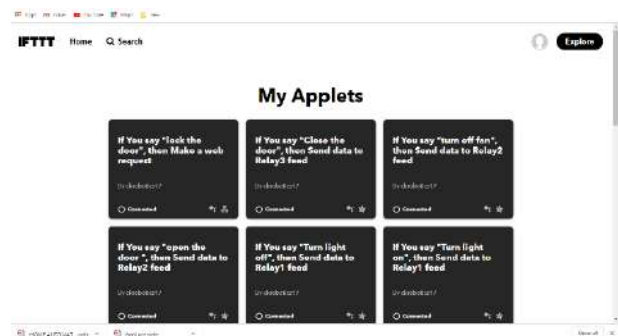 IFTTT Home Search Explore
My Applets
If You say "lock the
door", then Make a web
request
Connected
If You say "Close the
door", then Send data to
Relay3 feed
Connected
If You say "turn off fan",
then Send data to Relay2
feed
Connected
If You say "open the
door ", then Send data to
Relay2 feed
Connected
If You say "Turn light
off", then Send data to
Relay1 feed
Connected
If You say "Turn light
on", then Send data to
Relay1 feed
Connected